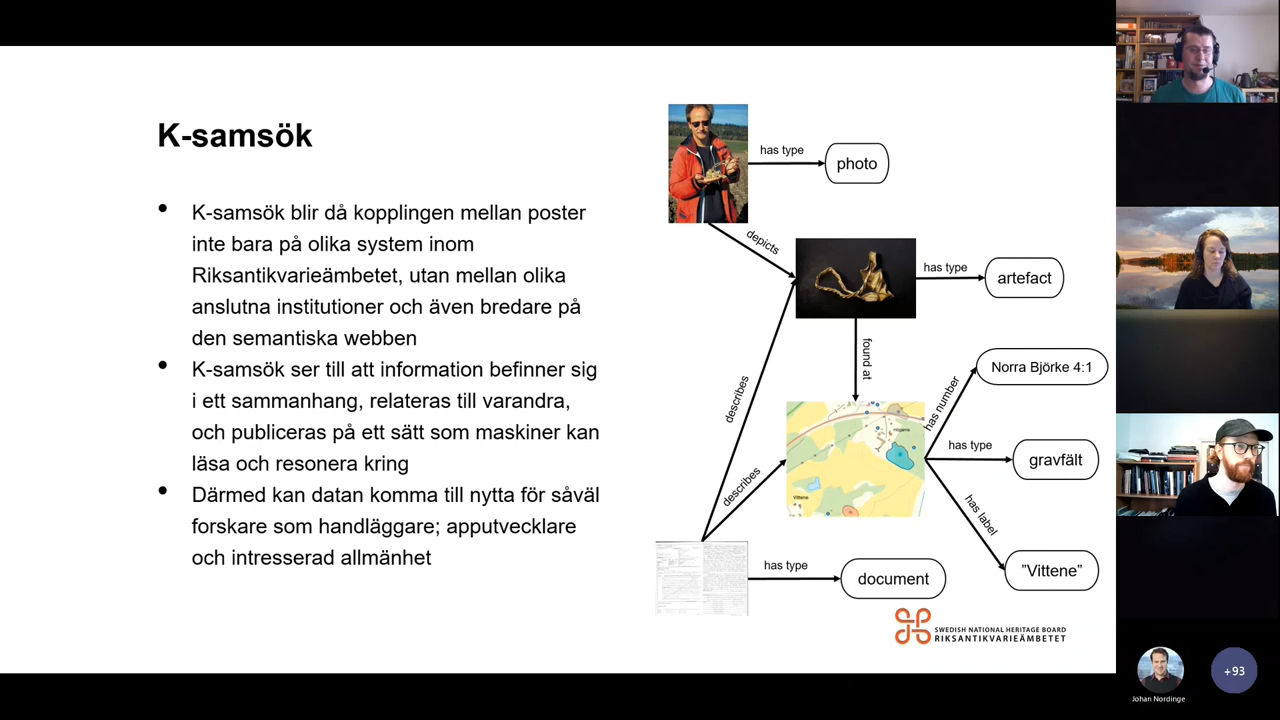 K-samsök
K-samsök blir då kopplingen mellan poster
inte bara på olika system inom
Riksantikvarieämbetet, utan mellan olika
anslutna institutioner och även bredare på
den semantiska webben
K-samsök ser till att information befinner sig
i ett sammanhang, relateras till varandra,
och publiceras på ett sätt som maskiner kan
läsa och resonera kring
Därmed kan datan komma till nytta för såväl
forskare som handläggare; apputvecklare
och intresserad allmänhet
has type
photo
depicts
has type
artefact
found at
describes
describes
Vittene
has number
Norra Björke 4:1
has type
gravfält
has label
"Vittene"
has type
document
SWEDISH NATIONAL HERITAGE BOARD
RIKSANTIKVARIEÄMBETET
Johan Nordinge
+93